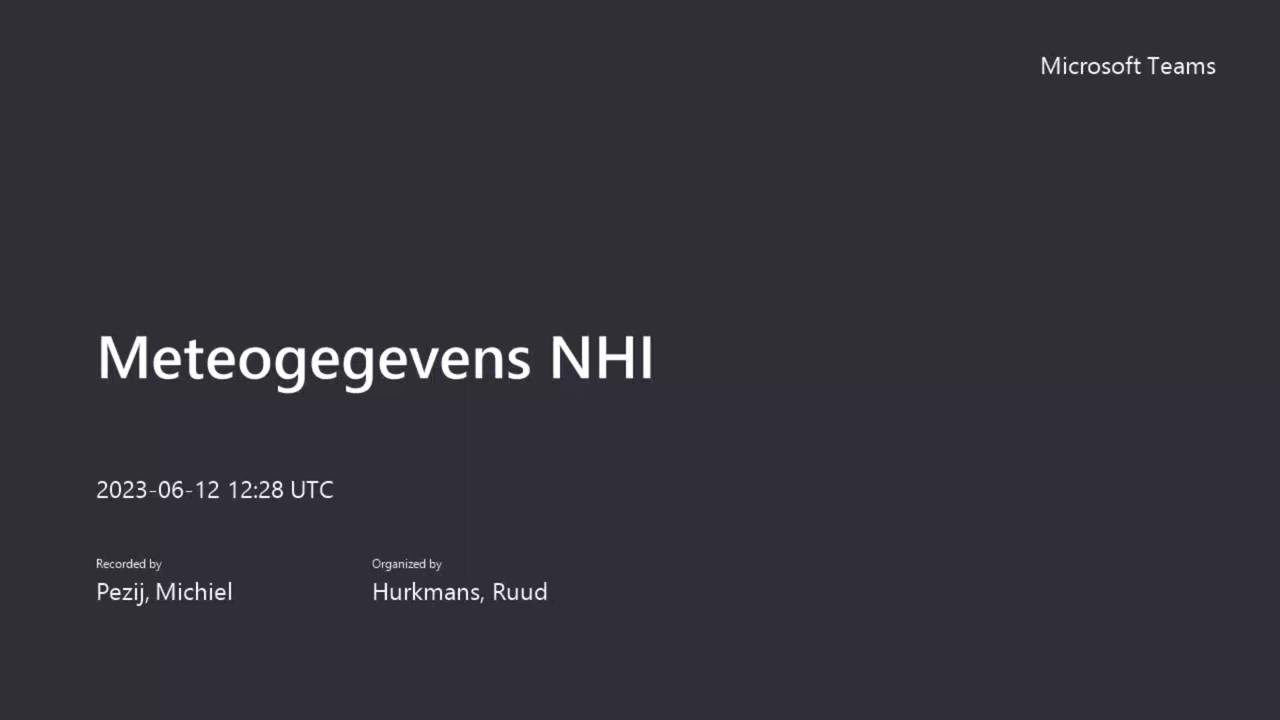 Microsoft Teams
Meteogegevens NHI
2023-06-12 12:28 UTC
Recorded by
Pezij, Michiel
Organized by
Hurkmans, Ruud